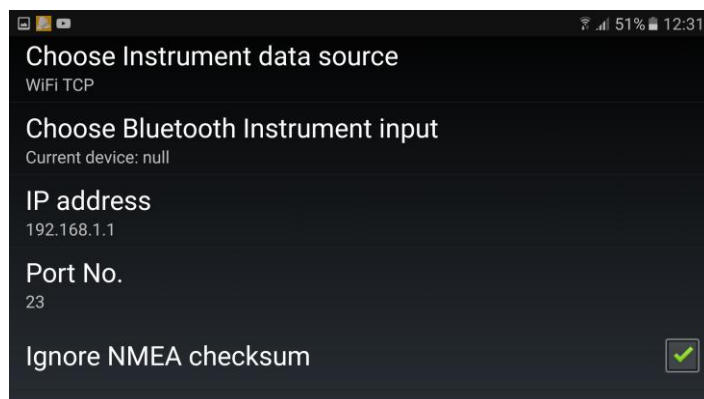 51% 12:31
Choose Instrument data source
WiFi TCP
Choose Bluetooth Instrument input
Current device: null
IP address
192.168.1.1
Port No.
23
Ignore NMEA checksum